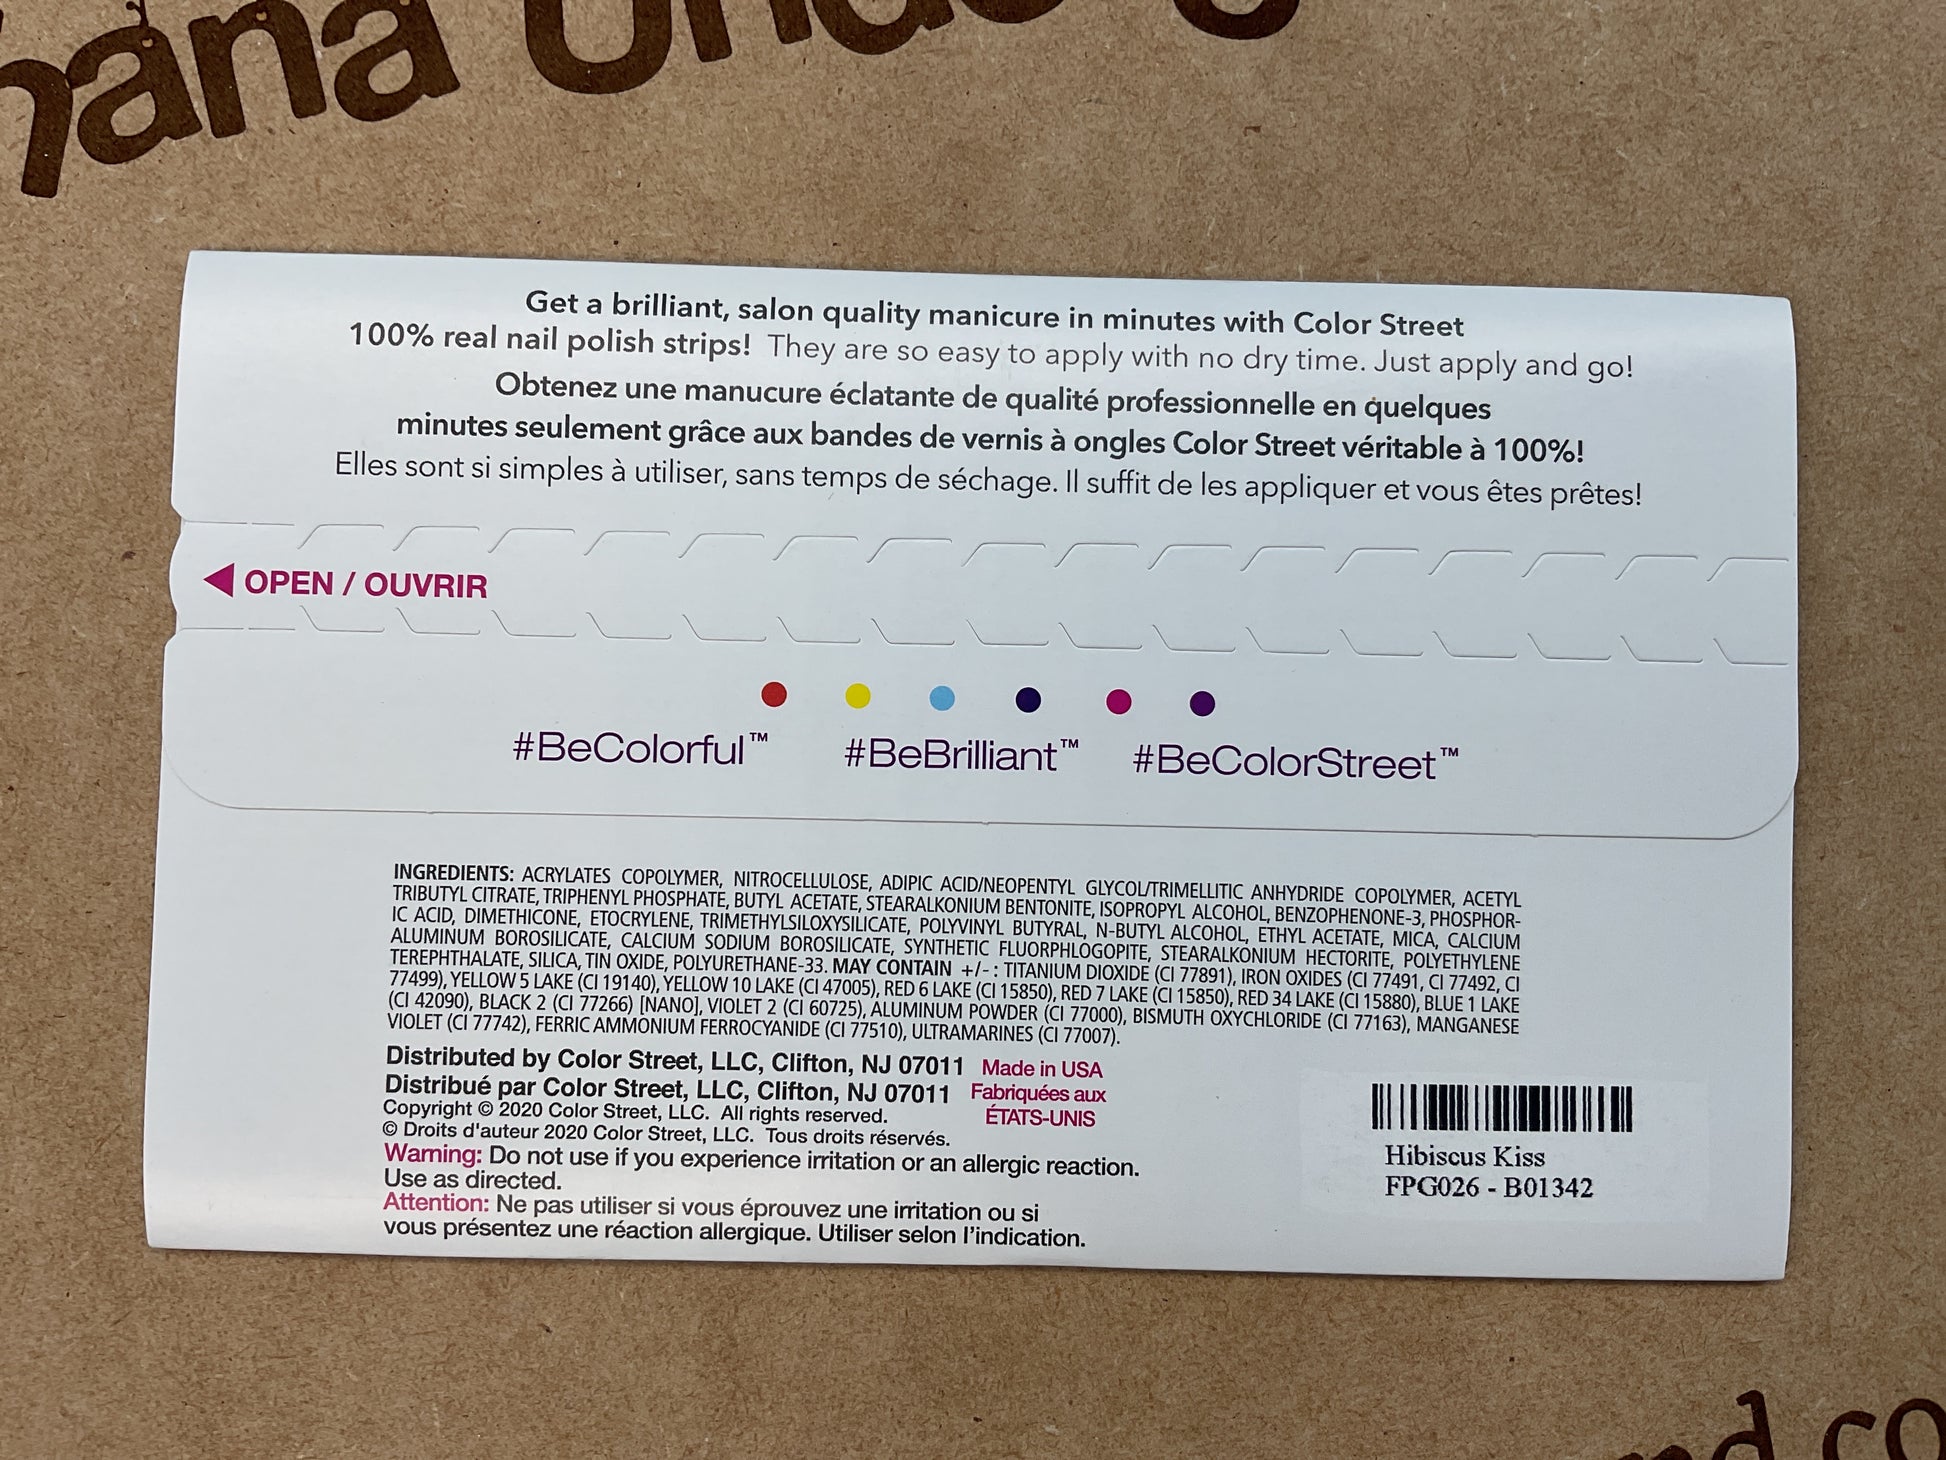 hana
Get a brilliant, salon quality manicure in minutes with Color Street
100% real nail polish strips! They are so easy to apply with no dry time. Just apply and go!
Obtenez une manucure éclatante de qualité professionnelle en quelques
minutes seulement grâce aux bandes de vernis à ongles Color Street véritable à 100%!
Elles sont si simples à utiliser, sans temps de séchage. Il suffit de les appliquer et vous êtes prêtes!
OPEN / OUVRIR
#BeColorful™ #BeBrilliant™ #BeColorStreet™
INGREDIENTS: ACRYLATES COPOLYMER, NITROCELLULOSE, ADIPIC ACID/NEOPENTYL GLYCOL/TRIMELLITIC ANHYDRIDE COPOLYMER, ACETYL
TRIBUTYL CITRATE, TRIPHENYL PHOSPHATE, BUTYL ACETATE, STEARALKONIUM BENTONITE, ISOPROPYL ALCOHOL, BENZOPHENONE-3, PHOSPHOR-
IC ACID, DIMETHICONE, ETOCRYLENE, TRIMETHYLSILOXYSILICATE, POLYVINYL BUTYRAL, N-BUTYL ALCOHOL, ETHYL ACETATE, MICA, CALCIUM
ALUMINUM BOROSILICATE, CALCIUM SODIUM BOROSILICATE, SYNTHETIC FLUORPHLOGOPITE, STEARALKONIUM HECTORITE, POLYETHYLENE
TEREPHTHALATE, SILICA, TIN OXIDE, POLYURETHANE-33. MAY CONTAIN +/- : TITANIUM DIOXIDE (CI 77891), IRON OXIDES (CI 77491, CI 77492, CI
77499), YELLOW 5 LAKE (CI 19140), YELLOW 10 LAKE (CI 47005), RED 6 LAKE (CI 15850), RED 7 LAKE (CI 15850), RED 34 LAKE (CI 15880), BLUE 1 LAKE
(CI 42090), BLACK 2 (CI 77266) [NANO], VIOLET 2 (CI 60725), ALUMINUM POWDER (CI 77000), BISMUTH OXYCHLORIDE (CI 77163), MANGANESE
VIOLET (CI 77742), FERRIC AMMONIUM FERROCYANIDE (CI 77510), ULTRAMARINES (CI 77007).
Distributed by Color Street, LLC, Clifton, NJ 07011 Made in USA
Distribué par Color Street, LLC, Clifton, NJ 07011 Fabriquées aux
ÉTATS-UNIS
Copyright © 2020 Color Street, LLC. All rights reserved.
© Droits d'auteur 2020 Color Street, LLC. Tous droits réservés.
Warning: Do not use if you experience irritation or an allergic reaction.
Use as directed.
Attention: Ne pas utiliser si vous éprouvez une irritation ou si
vous présentez une réaction allergique. Utiliser selon l'indication.
Hibiscus Kiss
FPG026 - B01342